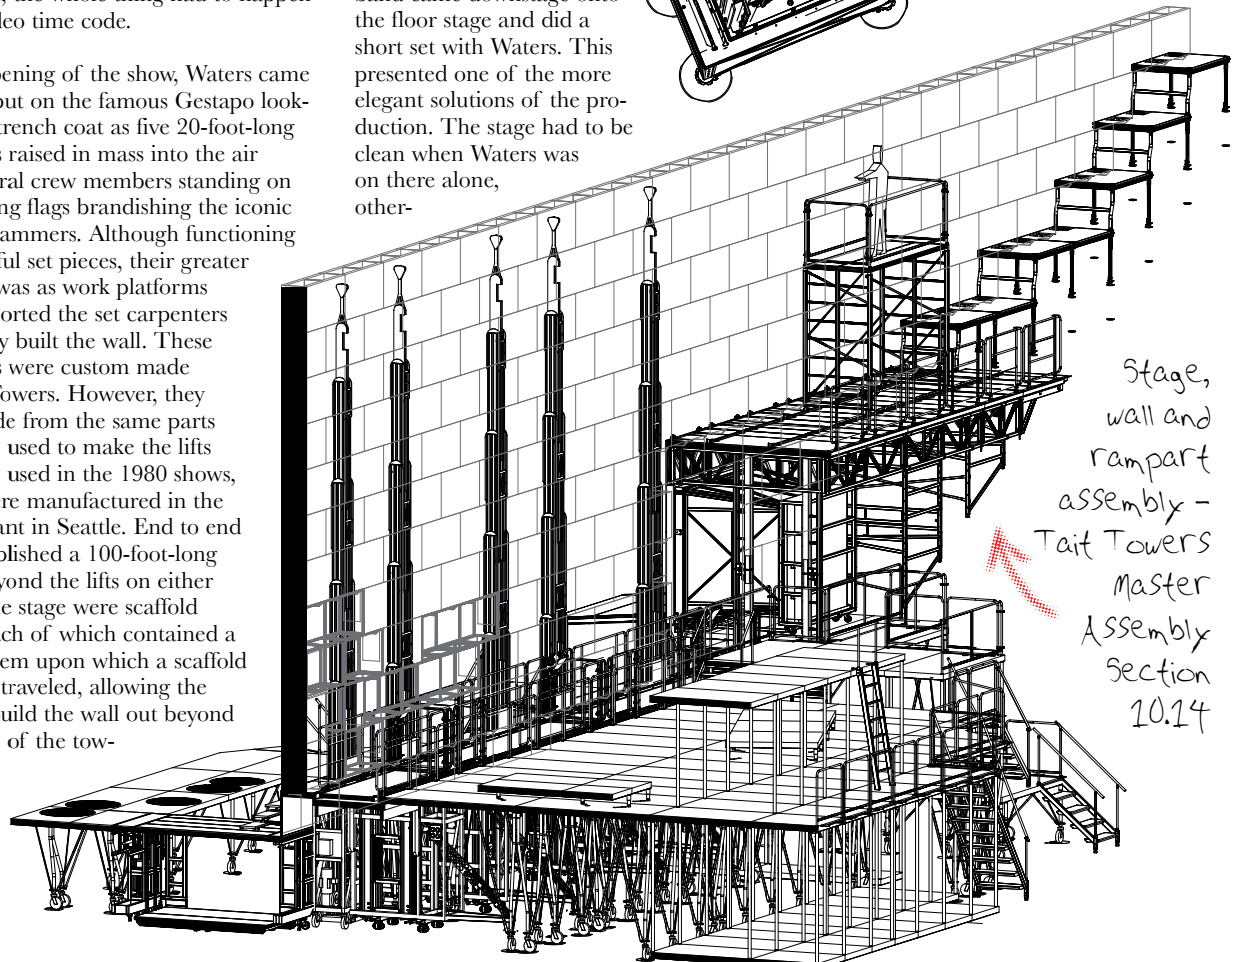 , the whole thing had to happen
leo time code.
pening of the show, Waters came
put on the famous Gestapo look-
trench coat as five 20-foot-long
s raised in mass into the air
ral crew members standing on
ng flags brandishing the iconic
ammers. Although functioning
ful set pieces, their greater
was as work platforms
ported the set carpenters
y built the wall. These
s were custom made
Towers. However, they
de from the same parts
used to make the lifts
used in the 1980 shows,
ere manufactured in the
ant in Seattle. End to end
blished a 100-foot-long
yond the lifts on either
e stage were scaffold
ach of which contained a
em upon which a scaffold
traveled, allowing the
build the wall out beyond
of the tow-
band came downstage onto
the floor stage and did a
short set with Waters. This
presented one of the more
elegant solutions of the pro-
duction. The stage had to be
clean when Waters was
on there alone,
other-
Stage,
wall and
rampart
assembly –
Tait Towers
Master
Assembly
Section
10.14